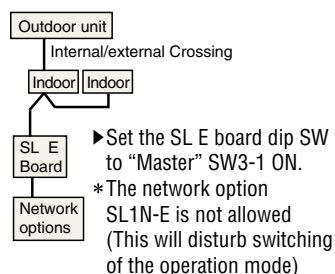 Outdoor unit
Internal/external Crossing
Indoor Indoor
SL E
Board
▶Set the SL E board dip SW
to “Master” SW3-1 ON.
Network
options
*The network option
SL1N-E is not allowed
(This will disturb switching
of the operation mode)